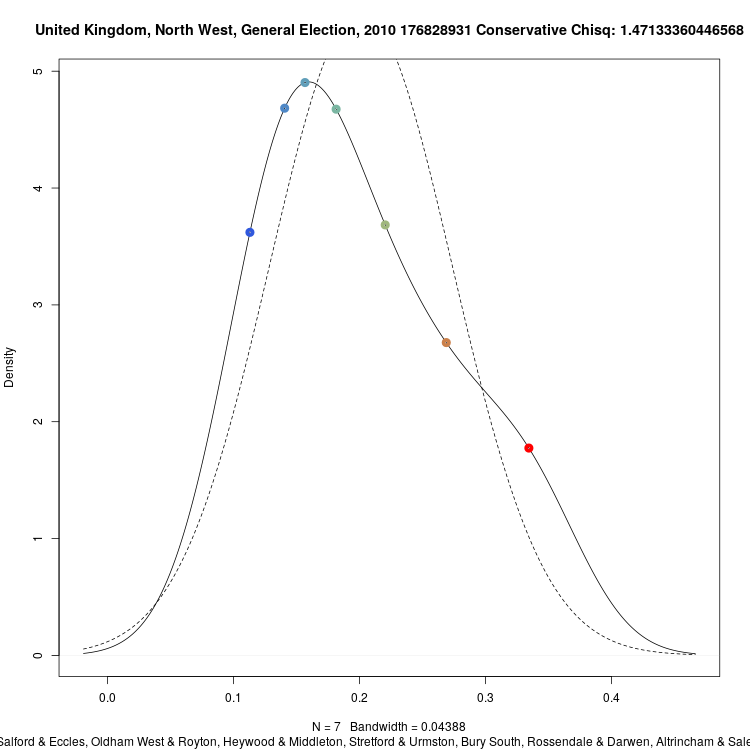 United Kingdom, North West, General Election, 2010 176828931 Conservative Chisq: 1.47133360446568
5
4
3
2
1
0
Density
0.0 0.1 0.2 0.3 0.4
N = 7 Bandwidth = 0.04388
Salford & Eccles, Oldham West & Royton, Heywood & Middleton, Stretford & Urmston, Bury South, Rossendale & Darwen, Altrincham & Sale